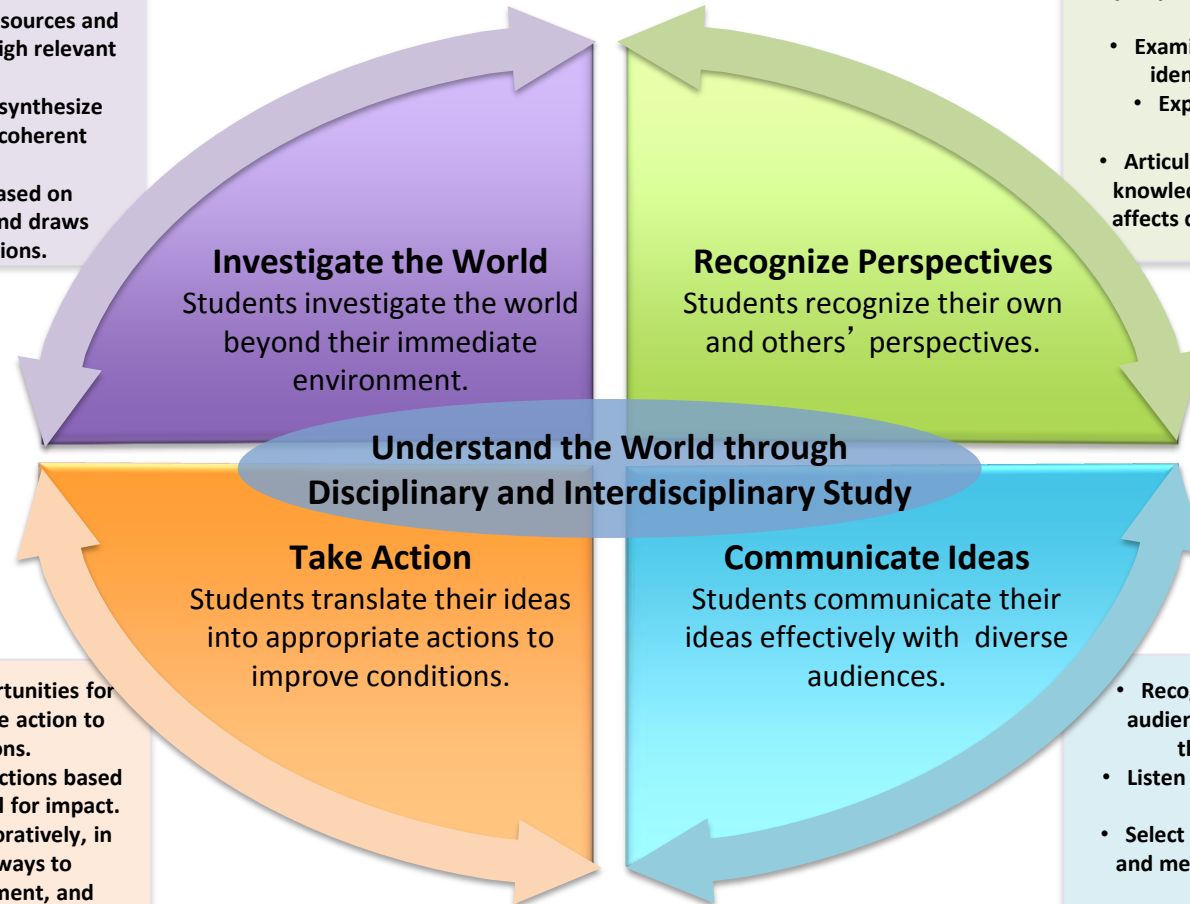 sources and
igh relevant
synthesize
coherent
ased on
nd draws
ions.
• Exami
iden
• Exp
• Articul
knowled
affects c
Investigate the World
Students investigate the world
beyond their immediate
environment.
Recognize Perspectives
Students recognize their own
and others’ perspectives.
Understand the World through
Disciplinary and Interdisciplinary Study
Take Action
Students translate their ideas
into appropriate actions to
improve conditions.
Communicate Ideas
Students communicate their
ideas effectively with diverse
audiences.
rtunities for
e action to
ons.
ctions based
l for impact.
oratively, in
ways to
ment, and
• Reco
audien
th
• Listen
• Select
and me